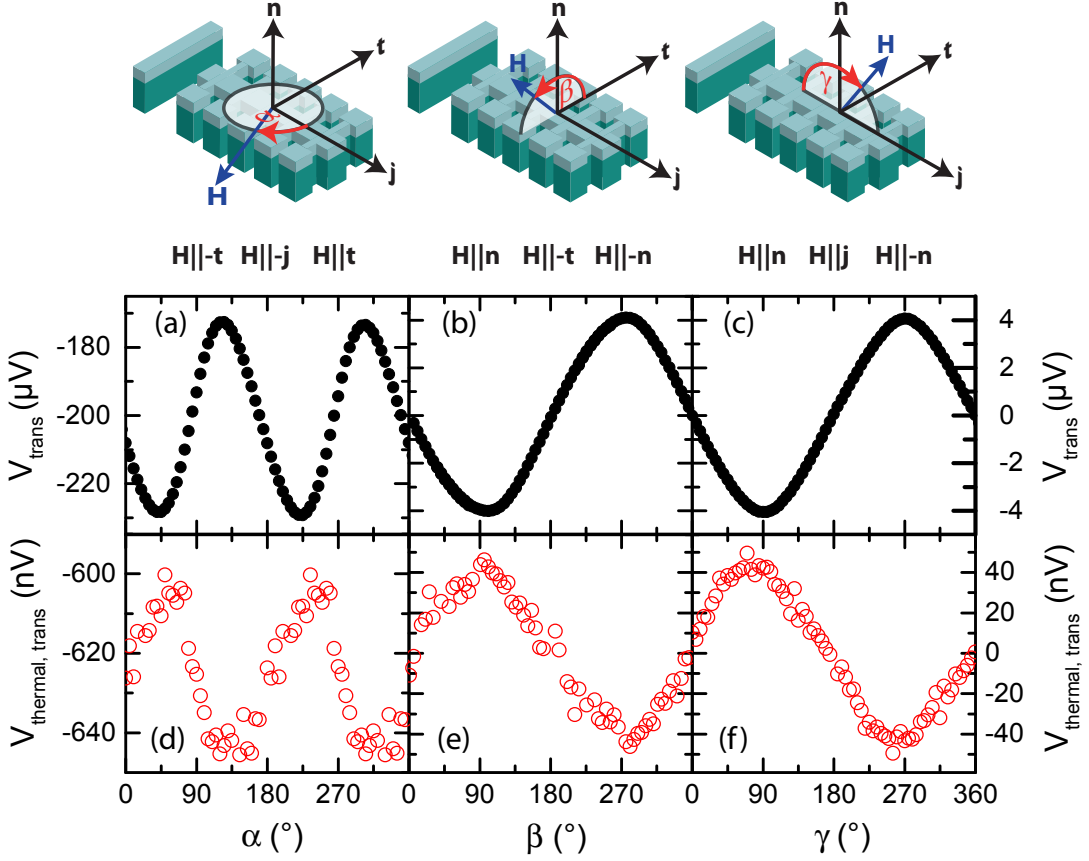 n n n
t t t
H β H γ H
α
j j j
H||-t H||-j H||t H||n H||-t H||-n H||n H||j H||-n
(a) (b) (c)
V_trans (µV) -180 -200 -220
4 2 0 -2 -4 V_trans (µV)
V_thermal, trans (nV) -600 -620 -640
40 20 0 -20 -40 V_thermal, trans (nV)
(d) (e) (f)
0 90 180 270 0 90 180 270 0 90 180 270 360
α (°) β (°) γ (°)